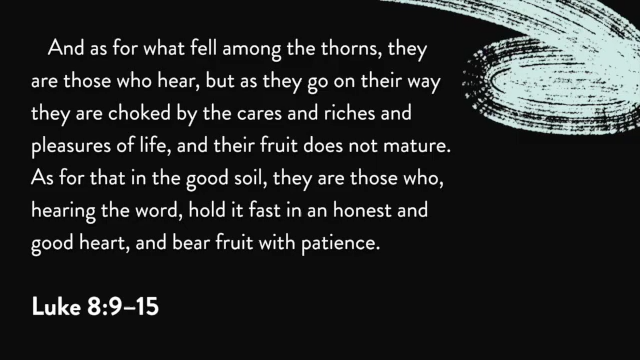 And as for what fell among the thorns, they
are those who hear, but as they go on their way
they are choked by the cares and riches and
pleasures of life, and their fruit does not mature.
As for that in the good soil, they are those who,
hearing the word, hold it fast in an honest and
good heart, and bear fruit with patience.
Luke 8:9–15